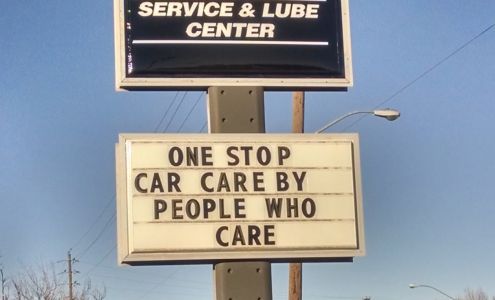 SERVICE & LUBE
CENTER
ONE STOP
CAR CARE BY
PEOPLE WHO
CARE